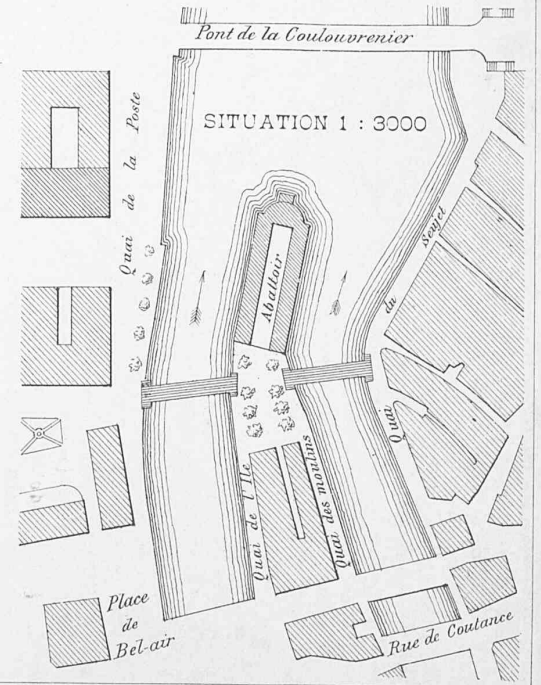 Pont de la Coulouvrenier
SITUATION 1 : 3000
Quai de la Poste
Quai du Seujet
Abattoir
Quai de l'Ile
Quai des moulins
Place
de
Bel-air
Rue de Coutance